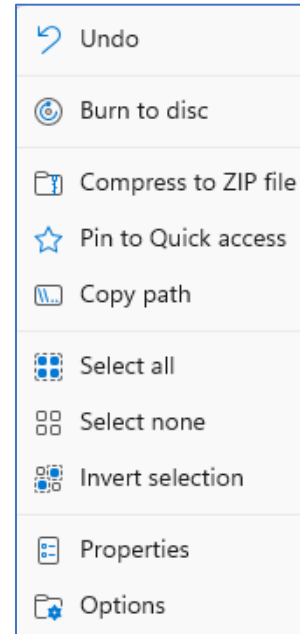 Undo
Burn to disc
Compress to ZIP file
Pin to Quick access
Copy path
Select all
Select none
Invert selection
Properties
Options